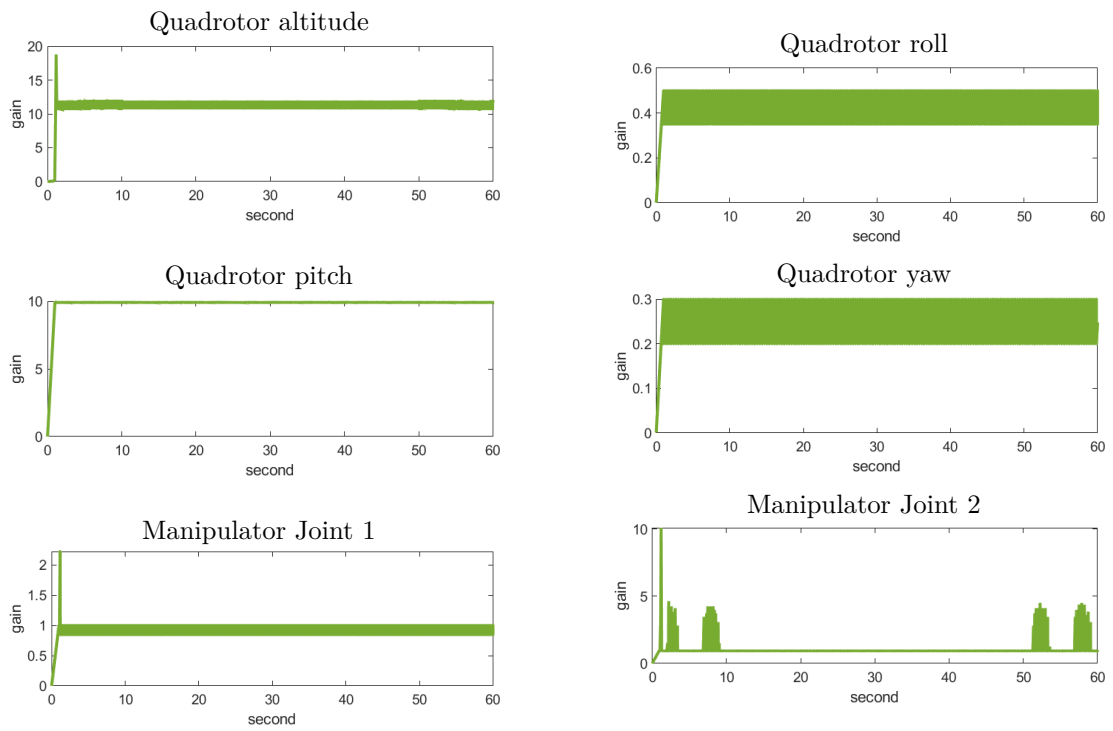 Quadrotor altitude
20
15
10
5
0
gain
0 10 20 30 40 50 60
second
Quadrotor roll
0.6
0.4
0.2
0
gain
0 10 20 30 40 50 60
second
Quadrotor pitch
10
5
0
gain
0 10 20 30 40 50 60
second
Quadrotor yaw
0.3
0.2
0.1
0
gain
0 10 20 30 40 50 60
second
Manipulator Joint 1
2
1.5
1
0.5
0
gain
0 10 20 30 40 50 60
second
Manipulator Joint 2
10
5
0
gain
0 10 20 30 40 50 60
second